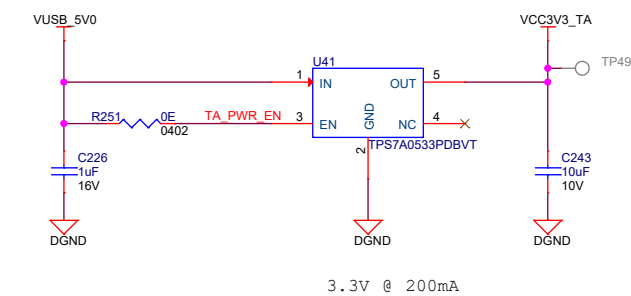 VUSB_5V0
VCC3V3_TA
U41
TP49
1 IN
OUT 5
R251 0E
0402
TA_PWR_EN
3 EN
GND
NC 4
TPS7A0533PDBVT
2
C226
1uF
16V
C243
10uF
10V
DGND
DGND
DGND
3.3V @ 200mA